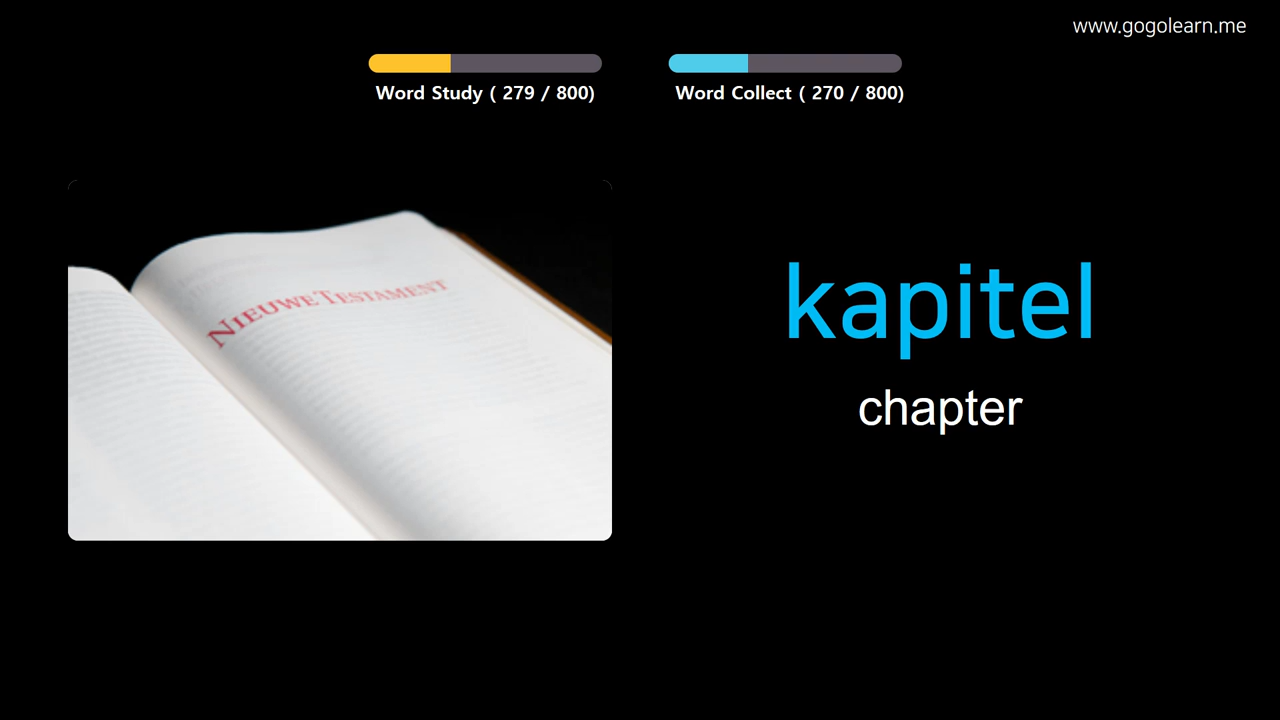 www.gogolearn.me
Word Study ( 279 / 800)
Word Collect ( 270 / 800)
NIEUWE TESTAMENT
kapitel
chapter